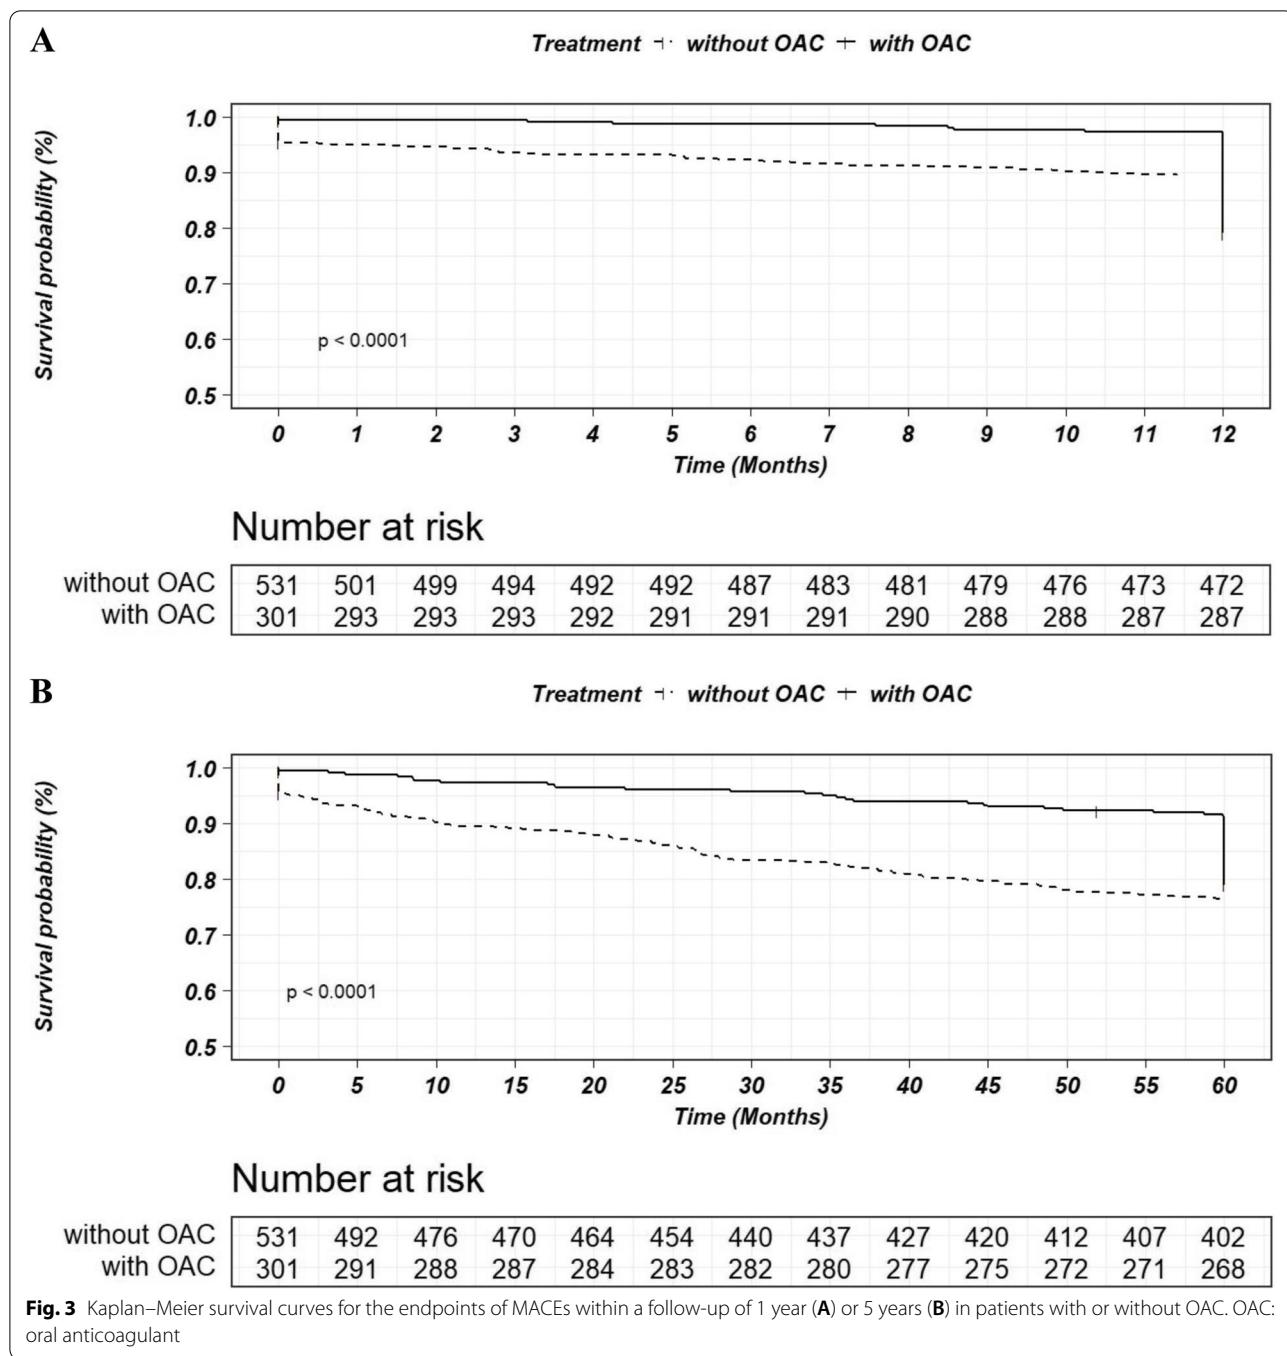 A
Treatment without OAC with OAC
Survival probability (%)
1.0
0.9
0.8
0.7
0.6
0.5
p < 0.0001
0 1 2 3 4 5 6 7 8 9 10 11 12
Time (Months)
Number at risk
without OAC 531 501 499 494 492 492 487 483 481 479 476 473 472
with OAC 301 293 293 293 292 291 291 291 290 288 288 287 287
B
Treatment without OAC with OAC
Survival probability (%)
1.0
0.9
0.8
0.7
0.6
0.5
p < 0.0001
0 5 10 15 20 25 30 35 40 45 50 55 60
Time (Months)
Number at risk
without OAC 531 492 476 470 464 454 440 437 427 420 412 407 402
with OAC 301 291 288 287 284 283 282 280 277 275 272 271 268
Fig. 3 Kaplan–Meier survival curves for the endpoints of MACEs within a follow-up of 1 year (A) or 5 years (B) in patients with or without OAC. OAC:
oral anticoagulant